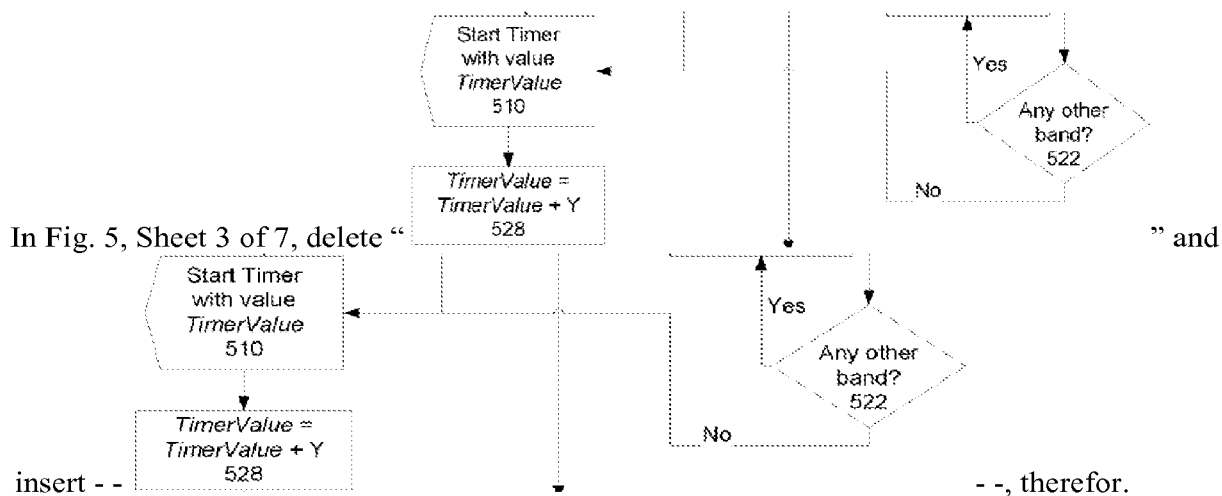 Start Timer
with value
TimerValue
510
Yes
Any other
band?
522
No
TimerValue =
TimerValue + Y
528
In Fig. 5, Sheet 3 of 7, delete “ ” and
Start Timer
with value
TimerValue
510
Yes
Any other
band?
522
No
TimerValue =
TimerValue + Y
528
insert - - - -, therefor.